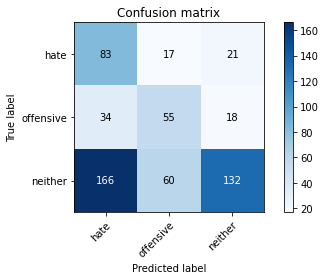 Confusion matrix
True label
hate 83 17 21
offensive 34 55 18
neither 166 60 132
hate offensive neither
Predicted label
160
140
120
100
80
60
40
20